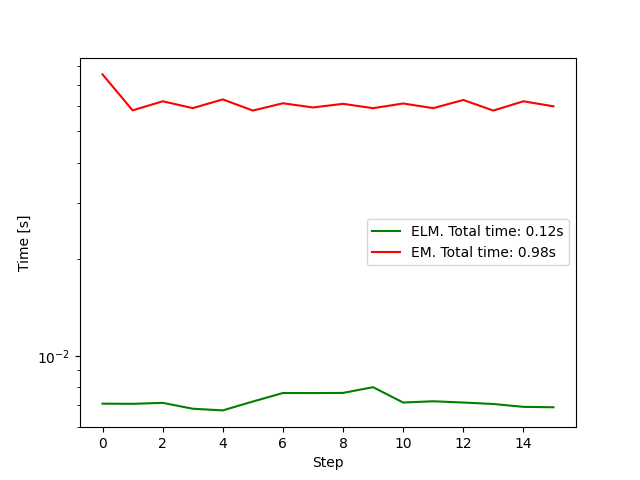 Time [s]
10⁻²
ELM. Total time: 0.12s
EM. Total time: 0.98s
0 2 4 6 8 10 12 14
Step